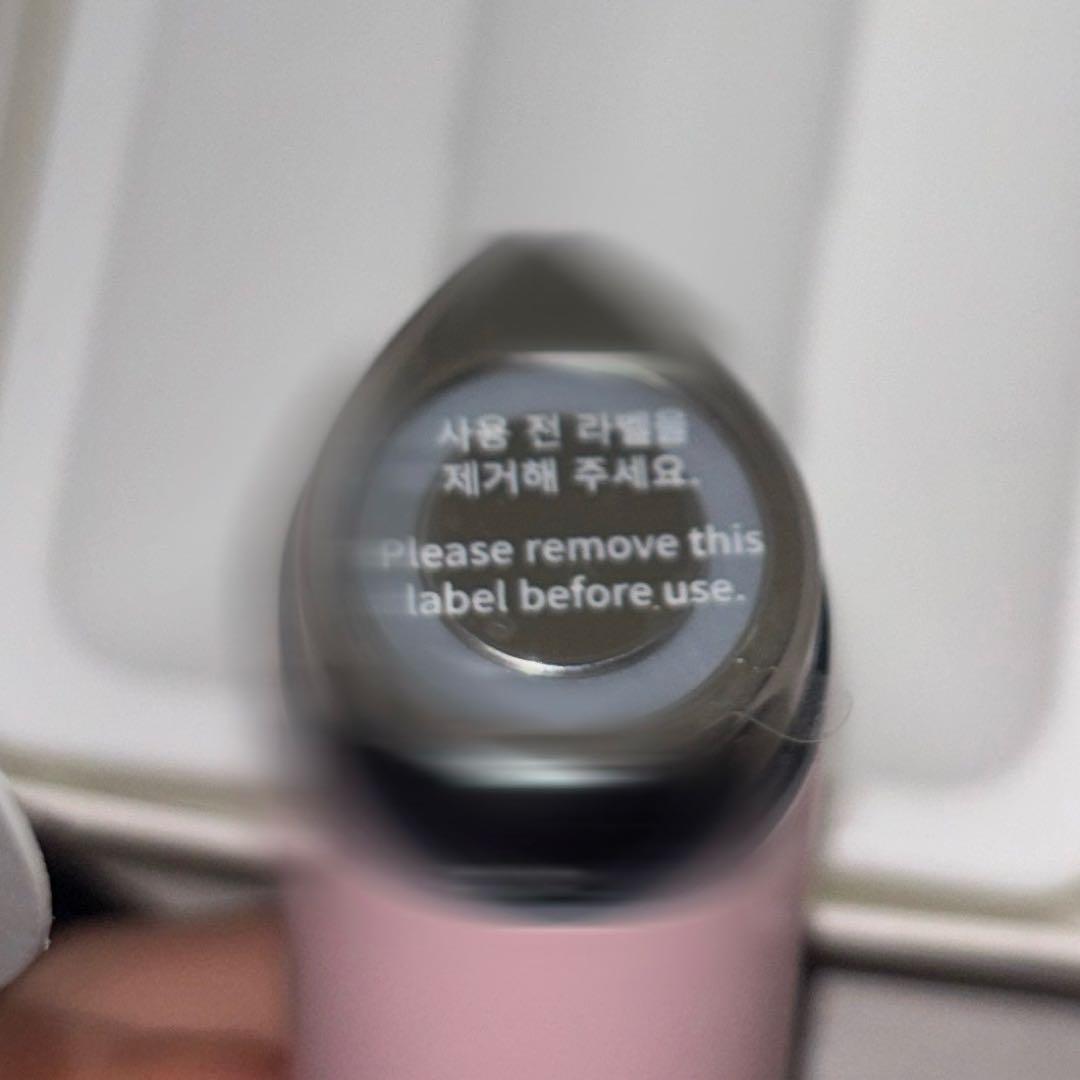 사용 전 라벨을
제거해 주세요.
Please remove this
label before use.